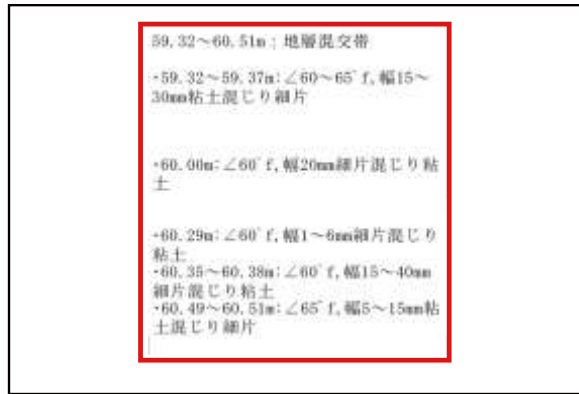 59.32～60.51m：地層混交帯
・59.32～59.37m:∠60～65°f,幅15～
30mm粘土混じり細片
・60.00m:∠60°f,幅20mm細片混じり粘
土
・60.29m:∠60°f,幅1～6mm細片混じり
粘土
・60.35～60.38m:∠60°f,幅15～40mm
細片混じり粘土
・60.49～60.51m:∠65°f,幅5～15mm粘
土混じり細片